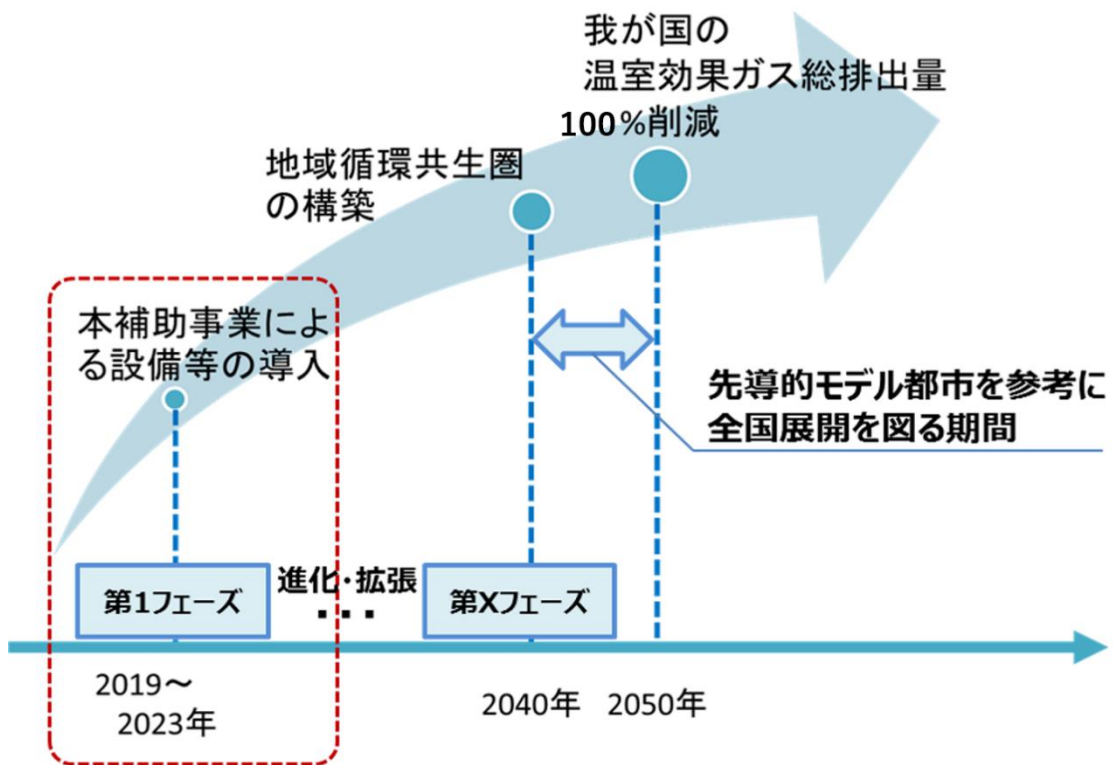 我が国の
温室効果ガス総排出量
100%削減
地域循環共生圏
の構築
本補助事業によ
る設備等の導入
先導的モデル都市を参考に
全国展開を図る期間
第1フェーズ
進化・拡張
・・・
第Xフェーズ
2019～
2023年
2040年
2050年